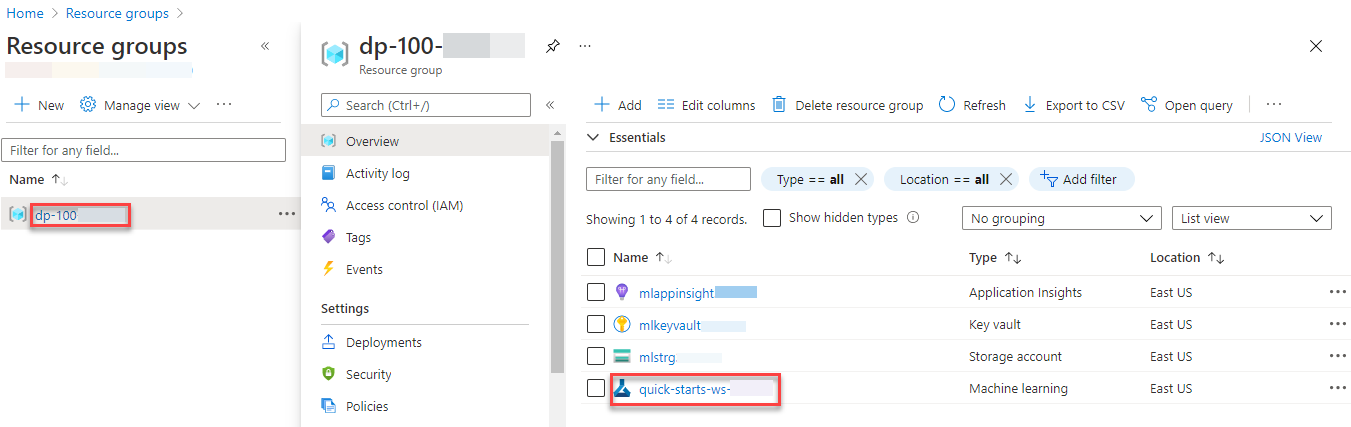 Home > Resource groups >
Resource groups «
+ New Manage view ...
Filter for any field...
Name ↑↓
dp-100 ...
dp-100- ...
Resource group
Search (Ctrl+/) «
Overview
Activity log
Access control (IAM)
Tags
Events
Settings
Deployments
Security
Policies
+ Add Edit columns Delete resource group Refresh Export to CSV Open query ...
Essentials JSON View
Filter for any field... Type == all Location == all Add filter
Showing 1 to 4 of 4 records. Show hidden types No grouping List view
Name ↑↓ Type ↑↓ Location ↑↓
mlappinsight Application Insights East US ...
mlkeyvault Key vault East US ...
mlstrg Storage account East US ...
quick-starts-ws- Machine learning East US ...